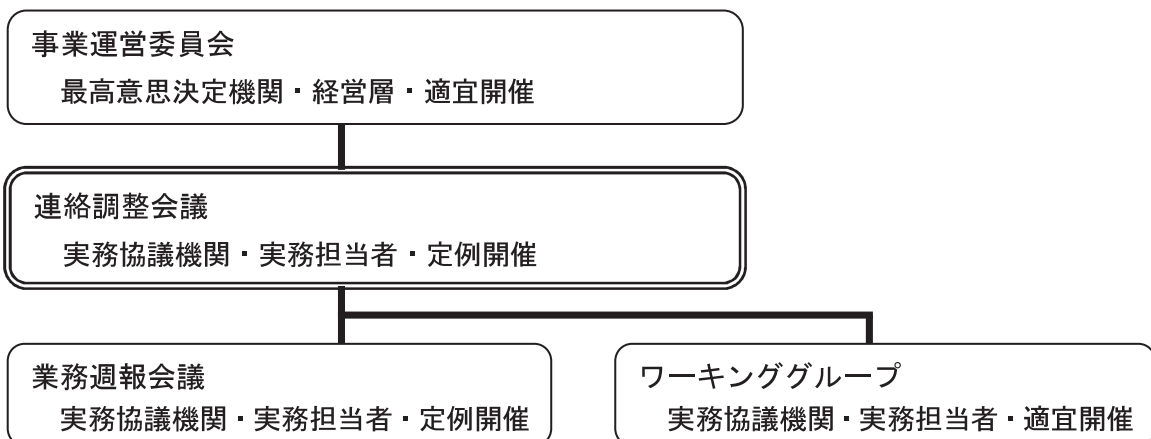 事業運営委員会
最高意思決定機関・経営層・適宜開催
連絡調整会議
実務協議機関・実務担当者・定例開催
業務週報会議
実務協議機関・実務担当者・定例開催
ワーキンググループ
実務協議機関・実務担当者・適宜開催